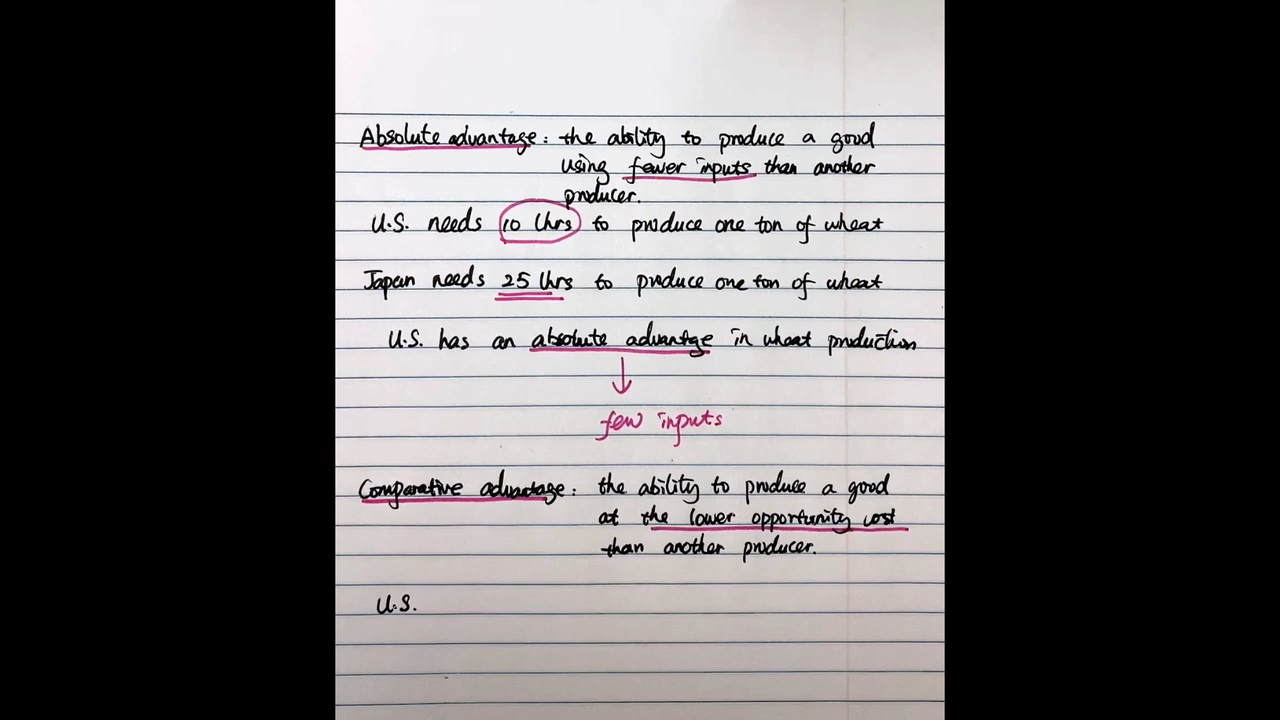 Absolute advantage: the ability to produce a good
using fewer inputs than another
producer.
U.S. needs 10 hrs to produce one ton of wheat
Japan needs 25 hrs to produce one ton of wheat
U.S. has an absolute advantage in wheat production
few inputs
Comparative advantage: the ability to produce a good
at the lower opportunity cost
than another producer.
U.S.